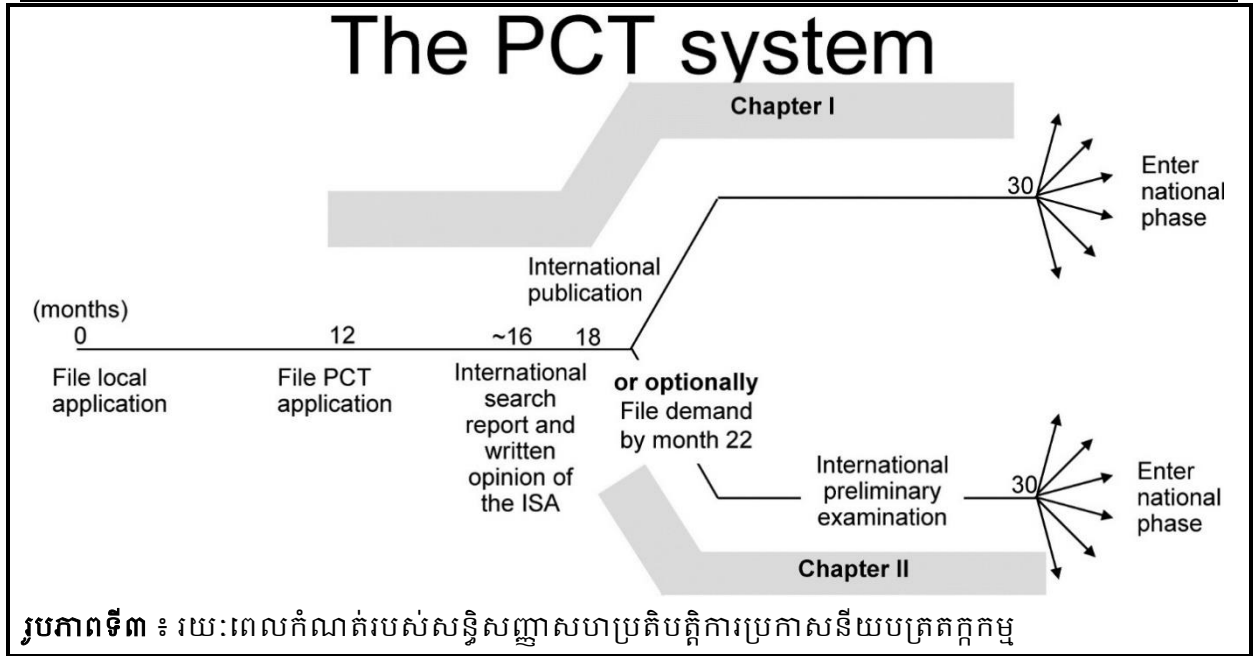 The PCT system
Chapter I
30
Enter
national
phase
International
publication
(months)
0
12
~16
18
File local
application
File PCT
application
International
search
report and
written
opinion of
the ISA
or optionally
File demand
by month 22
International
preliminary
examination
30
Enter
national
phase
Chapter II
រូបភាពទី៣ ៖ រយៈពេលកំណត់របស់សន្ធិសញ្ញាសហប្រតិបត្តិការប្រកាសនីយបត្រតក្កកម្ម